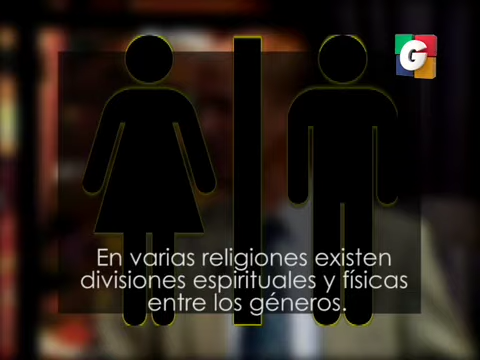 G
En varias religiones existen
divisiones espirituales y físicas
entre los géneros.